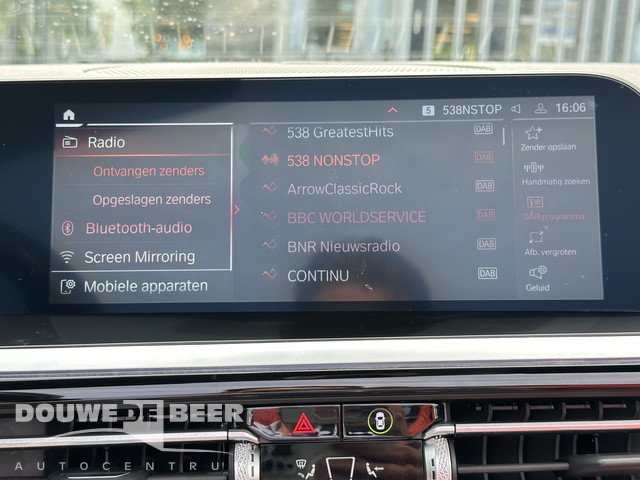 5 538NSTOP 16:06
Radio
Ontvangen zenders
Opgeslagen zenders
Bluetooth-audio
Screen Mirroring
Mobiele apparaten
538 GreatestHits DAB
538 NONSTOP DAB
ArrowClassicRock DAB
BBC WORLDSERVICE DAB
BNR Nieuwsradio DAB
CONTINU DAB
Zender opslaan
Handmatig zoeken
DAB-programma
Afb. vergroten
Geluid
DOUWE DE BEER
AUTOCENTRUM